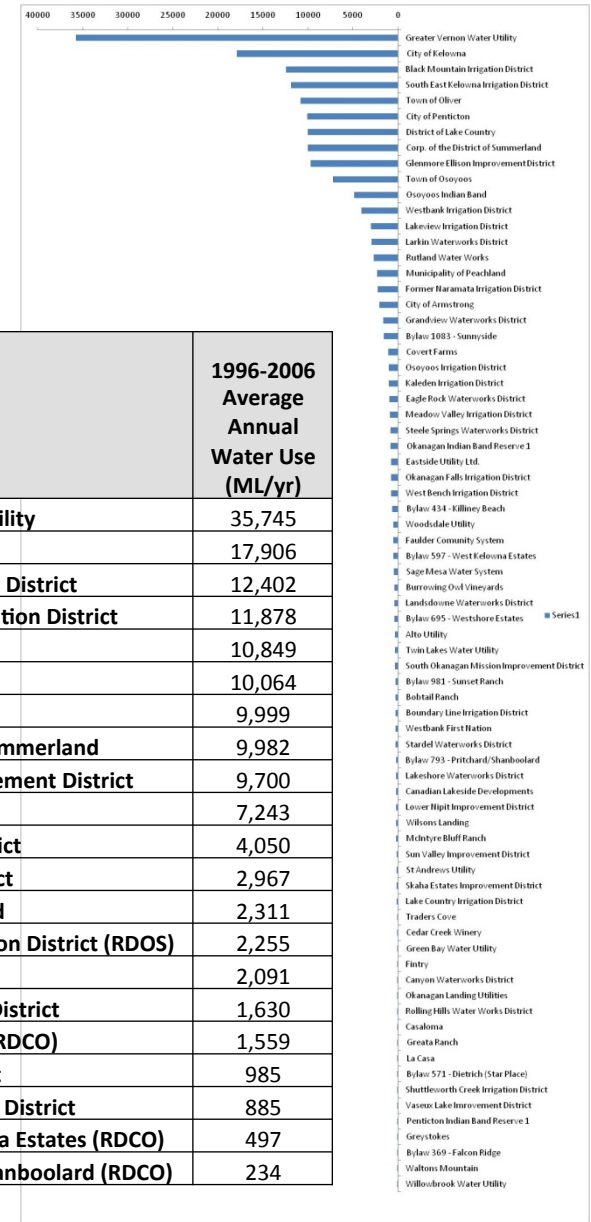 40000 35000 30000 25000 20000 15000 10000 5000 0
Greater Vernon Water Utility
City of Kelowna
Black Mountain Irrigation District
South East Kelowna Irrigation District
Town of Oliver
City of Penticton
District of Lake Country
Corp. of the District of Summerland
Glenmore Ellison Improvement District
Town of Osoyoos
Osoyoos Indian Band
Westbank Irrigation District
Lakeview Irrigation District
Larkin Waterworks District
Rutland Water Works
Municipality of Peachland
Former Naramata Irrigation District
City of Armstrong
Grandview Waterworks District
Bylaw 1083 - Sunnyside
Covert Farms
Osoyoos Irrigation District
Kaleden Irrigation District
Eagle Rock Waterworks District
Meadow Valley Irrigation District
Steele Springs Waterworks District
Okanagan Indian Band Reserve 1
Eastside Utility Ltd.
Okanagan Falls Irrigation District
West Bench Irrigation District
Bylaw 434 - Killiney Beach
Woodsdale Utility
Faulder Comunity System
Bylaw 597 - West Kelowna Estates
Sage Mesa Water System
Burrowing Owl Vineyards
Landsdowne Waterworks District
Bylaw 695 - Westshore Estates
Series1
Alto Utility
Twin Lakes Water Utility
South Okanagan Mission Improvement District
Bylaw 981 - Sunset Ranch
Bobtail Ranch
Boundary Line Irrigation District
Westbank First Nation
Stardel Waterworks District
Bylaw 793 - Pritchard/Shanboolard
Lakeshore Waterworks District
Canadian Lakeside Developments
Lower Nipit Improvement District
Wilsons Landing
McIntyre Bluff Ranch
Sun Valley Improvement District
St Andrews Utility
Skaha Estates Improvement District
Lake Country Irrigation District
Traders Cove
Cedar Creek Winery
Green Bay Water Utility
Fintry
Canyon Waterworks District
Okanagan Landing Utilities
Rolling Hills Water Works District
Casaloma
Greata Ranch
La Casa
Bylaw 571 - Dietrich (Star Place)
Shuttleworth Creek Irrigation District
Vaseux Lake Imrovement District
Penticton Indian Band Reserve 1
Greystokes
Bylaw 369 - Falcon Ridge
Waltons Mountain
Willowbrook Water Utility
1996-2006
Average
Annual
Water Use
(ML/yr)
ility 35,745
17,906
District 12,402
tion District 11,878
10,849
10,064
9,999
mmerland 9,982
ement District 9,700
7,243
ict 4,050
ct 2,967
d 2,311
on District (RDOS) 2,255
2,091
District 1,630
RDCO) 1,559
985
District 885
a Estates (RDCO) 497
anboolard (RDCO) 234